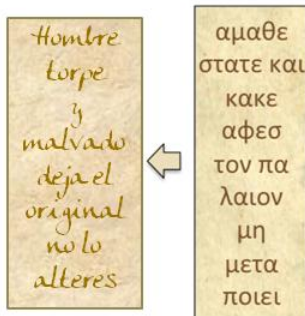 Hombre
torpe
y
malvado
deja el
original
no lo
alteres
αμαθε
στατε και
κακε
αφεσ
τον πα
λαιον
μη
μετα
ποιει